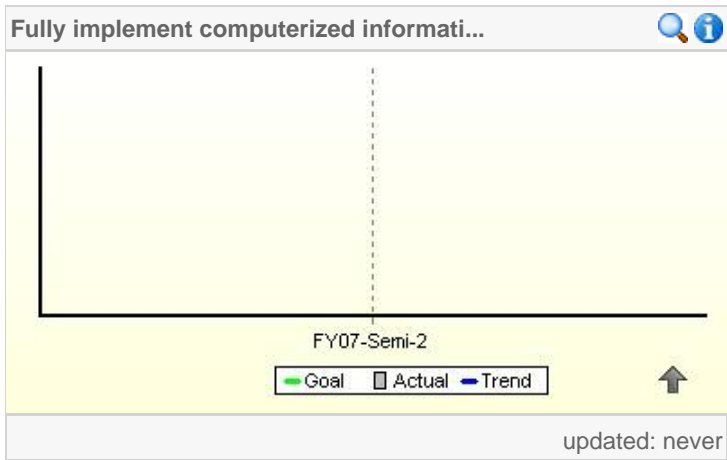 Fully implement computerized informati...
FY07-Semi-2
Goal Actual Trend
updated: never